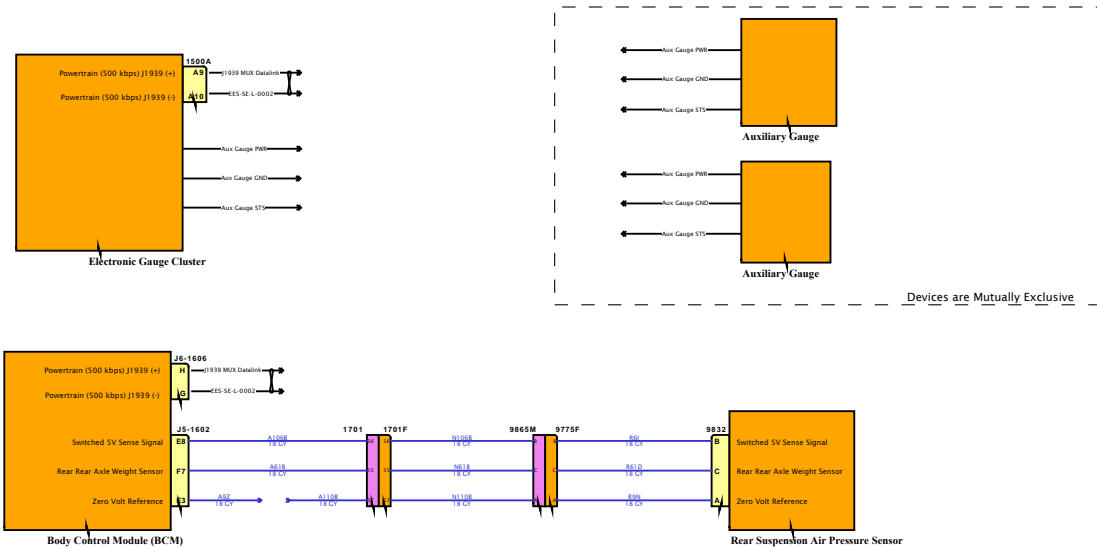 1500A
Powertrain (500 kbps) J1939 (+) A9 J1939 MUX Datalink
Powertrain (500 kbps) J1939 (-) A10 EES-SE-L-0002
Aux Gauge PWR
Aux Gauge GND
Aux Gauge STS
Electronic Gauge Cluster
Aux Gauge PWR
Aux Gauge GND
Aux Gauge STS
Auxiliary Gauge
Aux Gauge PWR
Aux Gauge GND
Aux Gauge STS
Auxiliary Gauge
Devices are Mutually Exclusive
J6-1606
Powertrain (500 kbps) J1939 (+) H J1939 MUX Datalink
Powertrain (500 kbps) J1939 (-) G EES-SE-L-0002
J5-1602 1701 1701F 9865M 9775F 9832
Switched 5V Sense Signal E8 A106B S6 S6 N106B B B R6J B Switched 5V Sense Signal
18 GY 18 GY 18 GY
Rear Rear Axle Weight Sensor F7 A61B S5 S5 N61B C C R61D C Rear Rear Axle Weight Sensor
18 GY 18 GY 18 GY
Zero Volt Reference E3 A9Z A110B S7 N110B A A R9N A Zero Volt Reference
18 GY 18 GY 18 GY 18 GY
Body Control Module (BCM)
Rear Suspension Air Pressure Sensor